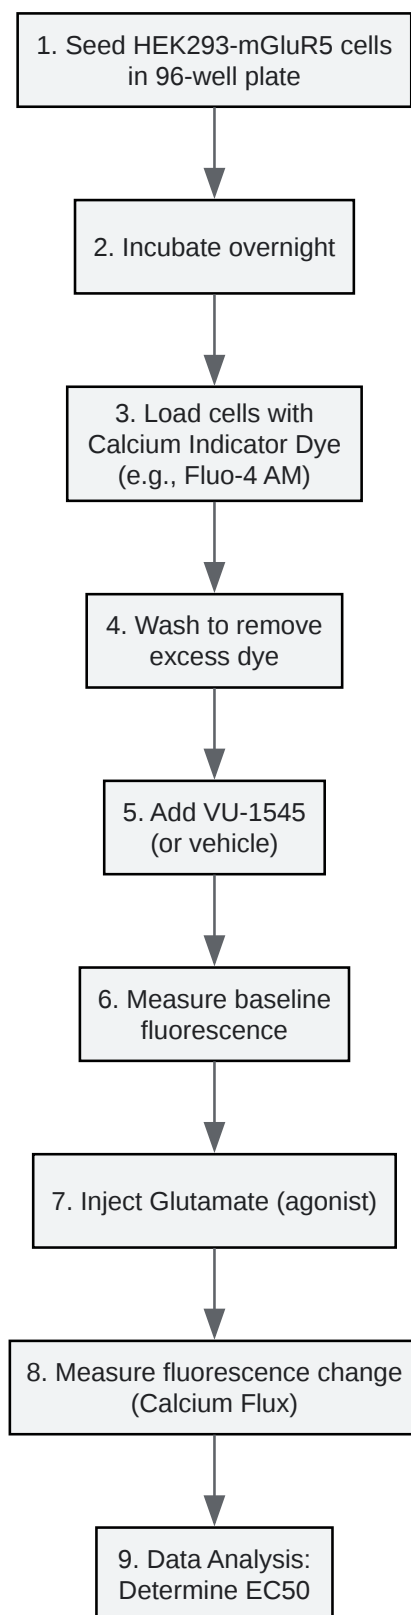 1. Seed HEK293-mGluR5 cells
in 96-well plate
2. Incubate overnight
3. Load cells with
Calcium Indicator Dye
(e.g., Fluo-4 AM)
4. Wash to remove
excess dye
5. Add VU-1545
(or vehicle)
6. Measure baseline
fluorescence
7. Inject Glutamate (agonist)
8. Measure fluorescence change
(Calcium Flux)
9. Data Analysis:
Determine EC50